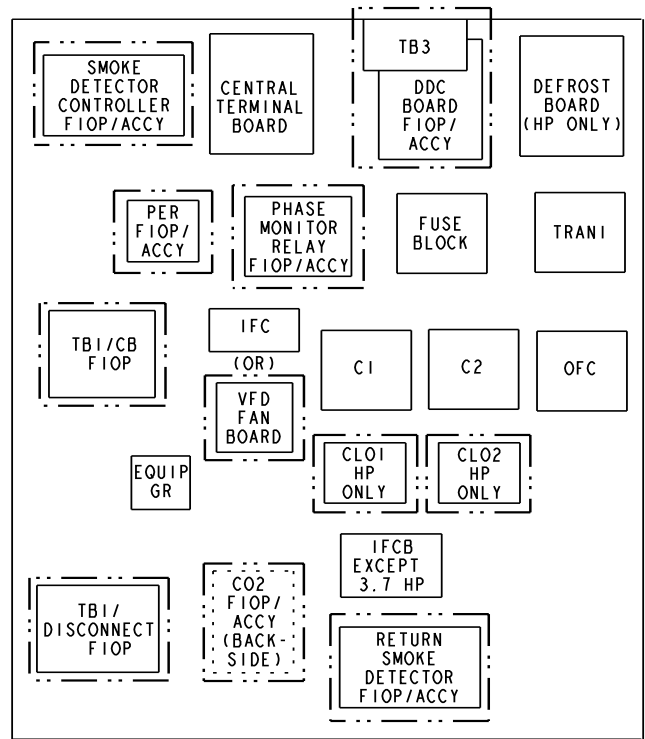 SMOKE
DETECTOR
CONTROLLER
FIOP/ACCY
CENTRAL
TERMINAL
BOARD
TB3
DDC
BOARD
FIOP/
ACCY
DEFROST
BOARD
(HP ONLY)
PER
FIOP/
ACCY
PHASE
MONITOR
RELAY
FIOP/ACCY
FUSE
BLOCK
TRAN1
TB1/CB
FIOP
IFC
(OR)
VFD
FAN
BOARD
C1
C2
OFC
CLO1
HP
ONLY
CLO2
HP
ONLY
EQUIP
GR
IFCB
EXCEPT
3.7 HP
TB1/
DISCONNECT
FIOP
CO2
FIOP/
ACCY
(BACK-
SIDE)
RETURN
SMOKE
DETECTOR
FIOP/ACCY